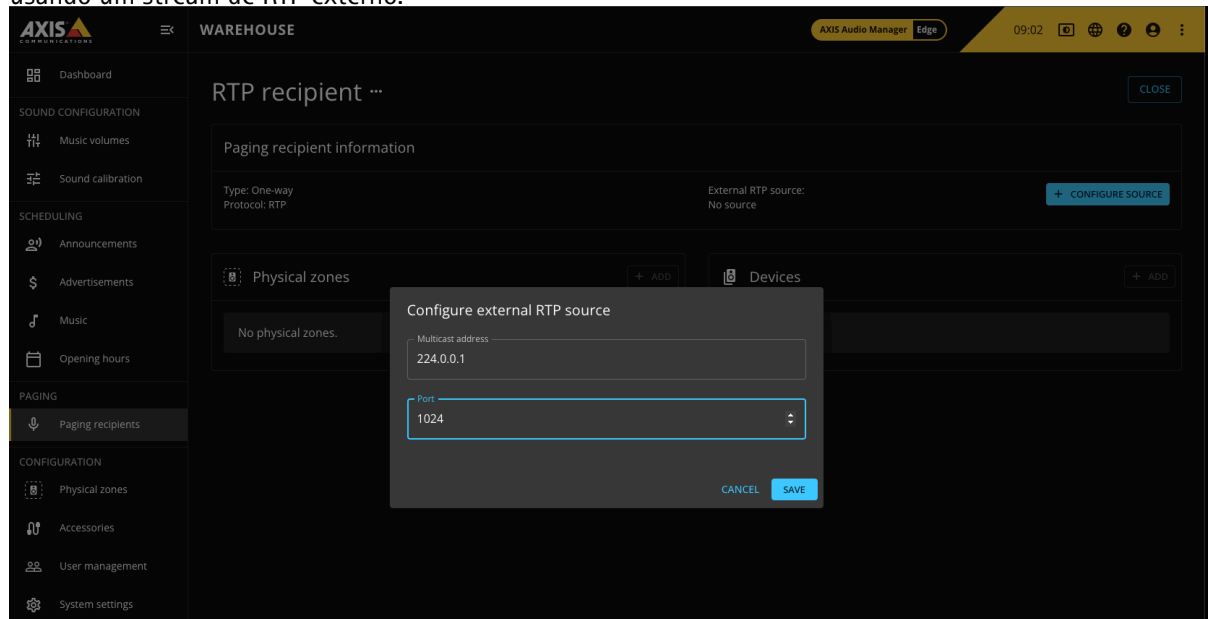 usando um stream de RTP externo.
AXIS
COMMUNICATIONS
WAREHOUSE
AXIS Audio Manager Edge
09:02
Dashboard
RTP recipient ...
CLOSE
SOUND CONFIGURATION
Music volumes
Paging recipient information
Sound calibration
Type: One-way
External RTP source:
Protocol: RTP
No source
+ CONFIGURE SOURCE
SCHEDULING
Announcements
Physical zones
+ ADD
Devices
+ ADD
Advertisements
Music
No physical zones.
Configure external RTP source
Multicast address
224.0.0.1
Opening hours
PAGING
Port
1024
Paging recipients
CONFIGURATION
Physical zones
CANCEL
SAVE
Accessories
User management
System settings